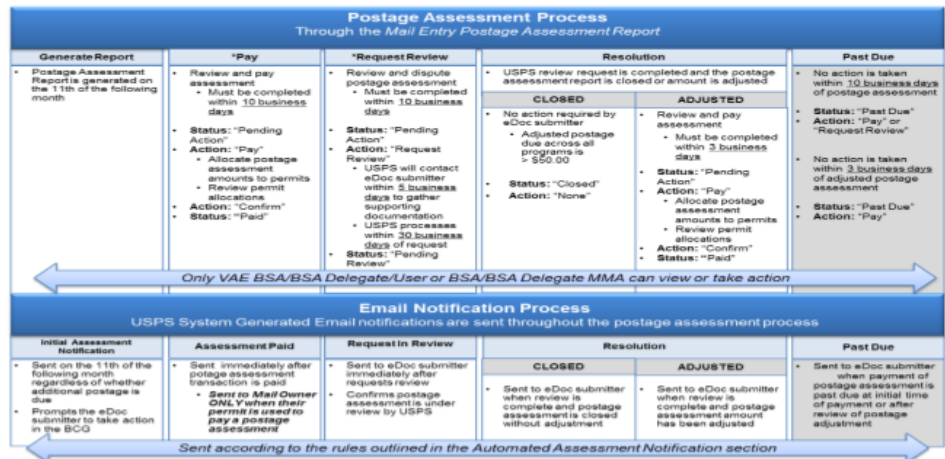 Postage Assessment Process
Through the Mail Entry Postage Assessment Report
Generate Report
• Postage Assessment
Report is generated on
the 11th of the following
month
*Pay
• Review and pay
assessment
• Must be completed
within 10 business
days
• Status: "Pending
Action"
• Action: "Pay"
• Allocate postage
assessment
amounts to permits
• Review permit
allocations
• Action: "Confirm"
• Status: "Paid"
*Request Review
• Review and dispute
postage assessment
• Must be completed
within 10 business
days
• Status: "Pending
Action"
• Action: "Request
Review"
• USPS will contact
eDoc submitter
within 5 business
days to gather
supporting
documentation
• USPS processes
within 30 business
days of request
• Status: "Pending
Review"
Resolution
• USPS review request is completed and the postage
assessment report is closed or amount is adjusted
CLOSED
• No action required by
eDoc submitter
• Adjusted postage
due across all
programs is
> $50.00
• Status: "Closed"
• Action: "None"
ADJUSTED
• Review and pay
assessment
• Must be completed
within 3 business
days
• Status: "Pending
Action"
• Action: "Pay"
• Allocate postage
assessment
amounts to permits
• Review permit
allocations
• Action: "Confirm"
• Status: "Paid"
Past Due
• No action is taken
within 10 business days
of postage assessment
• Status: "Past Due"
• Action: "Pay" or
"Request Review"
• No action is taken
within 3 business days
of adjusted postage
assessment
• Status: "Past Due"
• Action: "Pay"
Only VAE BSA/BSA Delegate/User or BSA/BSA Delegate MMA can view or take action
Email Notification Process
USPS System Generated Email notifications are sent throughout the postage assessment process
Initial Assessment
Notification
• Sent on the 11th of the
following month
regardless of whether
additional postage is
due
• Prompts the eDoc
submitter to take action
in the BCG
Assessment Paid
• Sent immediately after
potage assessment
transaction is paid
• Sent to Mail Owner
ONLY when their
permit is used to
pay a postage
assessment
Request In Review
• Sent to eDoc submitter
immediately after
requests review
• Confirms postage
assessment is under
review by USPS
Resolution
CLOSED
• Sent to eDoc submitter
when review is
complete and postage
assessment is closed
without adjustment
ADJUSTED
• Sent to eDoc submitter
when review is
complete and postage
assessment amount
has been adjusted
Past Due
• Sent to eDoc submitter
when payment of
postage assessment is
past due at initial time
of payment or after
review of postage
adjustment
Sent according to the rules outlined in the Automated Assessment Notification section